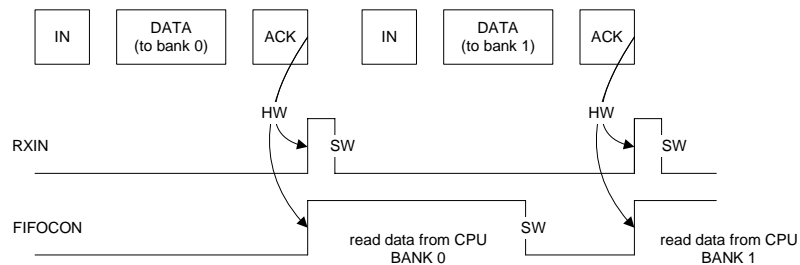 IN
DATA
(to bank 0)
ACK
IN
DATA
(to bank 1)
ACK
HW
HW
RXIN
SW
SW
FIFOCON
SW
read data from CPU
BANK 0
read data from CPU
BANK 1